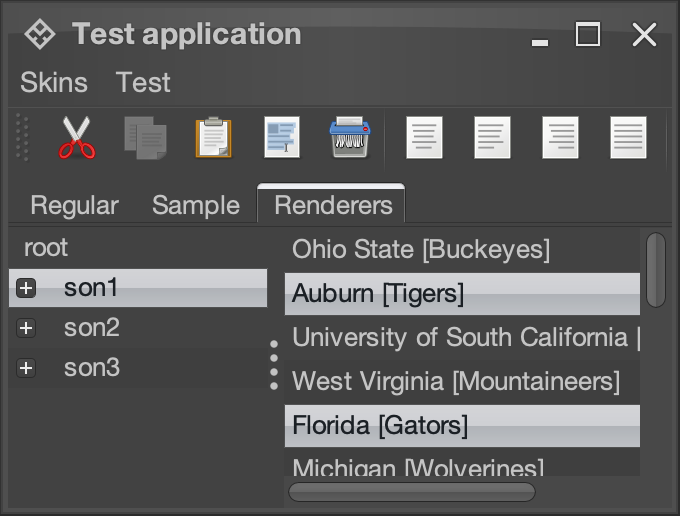 Test application
Skins Test
Regular Sample Renderers
root
son1
son2
son3
Ohio State [Buckeyes]
Auburn [Tigers]
University of South California [
West Virginia [Mountaineers]
Florida [Gators]
Michigan [Wolverines]